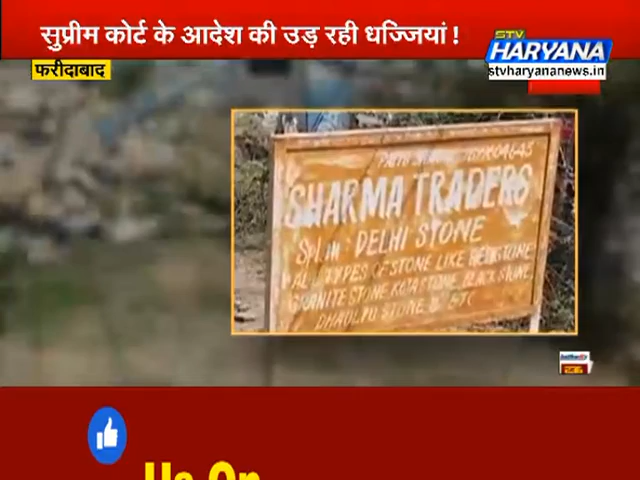 सुप्रीम कोर्ट के आदेश की उड़ रही धज्जियां !
STV
HARYANA
stvharyananews.in
फरीदाबाद
SHARMA TRADERS
Spl.in : DELHI STONE
ALL TYPES OF STONE LIKE REDSTONE
GRANITE STONE KOTA STONE, BLACK STONE,
DHAULPU STONE ETC
Us On